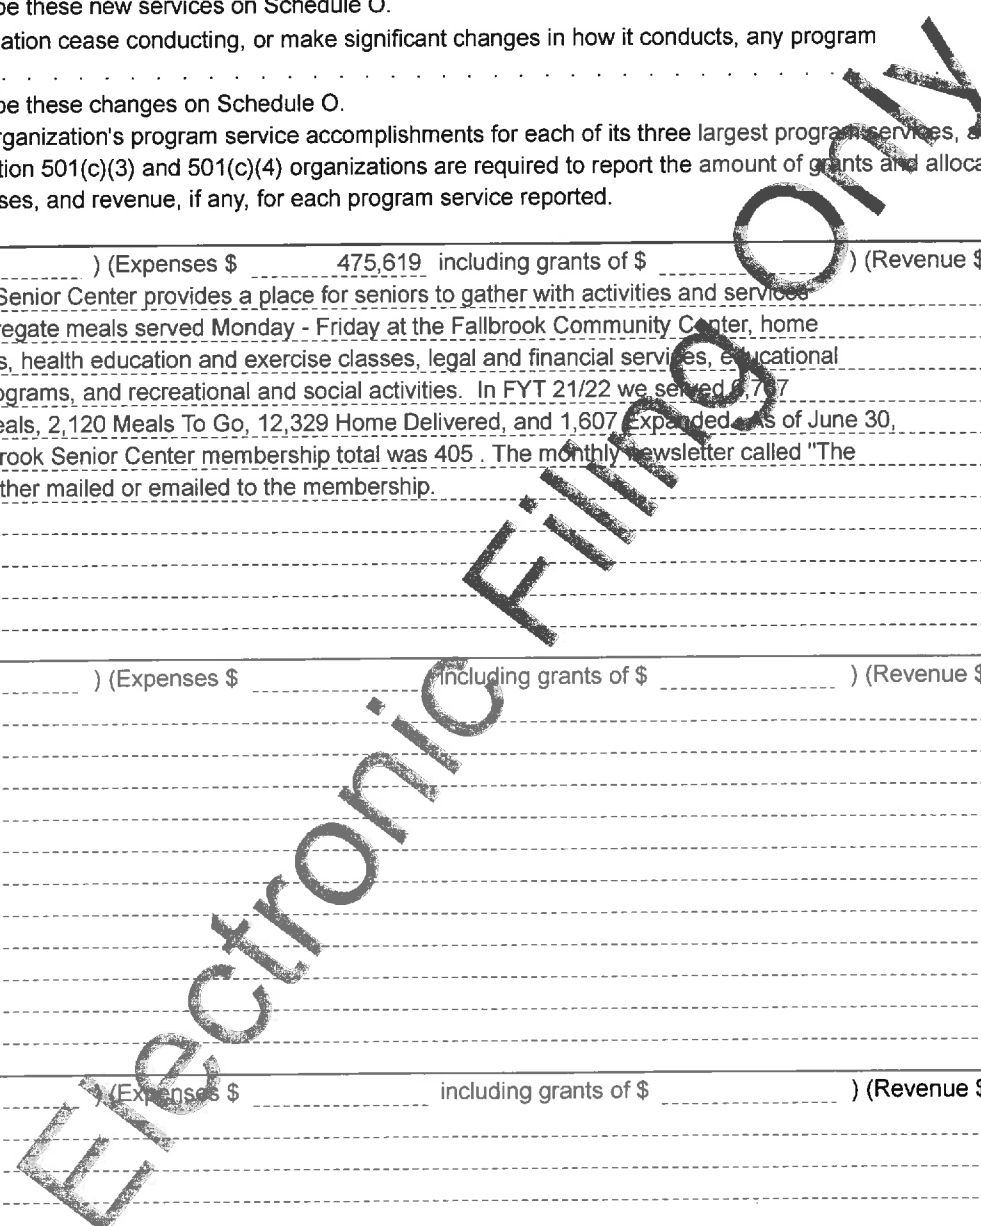 be these new services on Schedule O.
ation cease conducting, or make significant changes in how it conducts, any program
be these changes on Schedule O.
rganization's program service accomplishments for each of its three largest program services, a
tion 501(c)(3) and 501(c)(4) organizations are required to report the amount of grants and alloca
ses, and revenue, if any, for each program service reported.
) (Expenses $ 475,619 including grants of $ ) (Revenue $
Senior Center provides a place for seniors to gather with activities and services
regate meals served Monday - Friday at the Fallbrook Community Center, home
s, health education and exercise classes, legal and financial services, educational
ograms, and recreational and social activities. In FYT 21/22 we served
eals, 2,120 Meals To Go, 12,329 Home Delivered, and 1,607 Expanded. As of June 30,
rook Senior Center membership total was 405 . The monthly newsletter called "The
ther mailed or emailed to the membership.
) (Expenses $ including grants of $ ) (Revenue $
) (Expenses $ including grants of $ ) (Revenue $
Electronic Filing Only